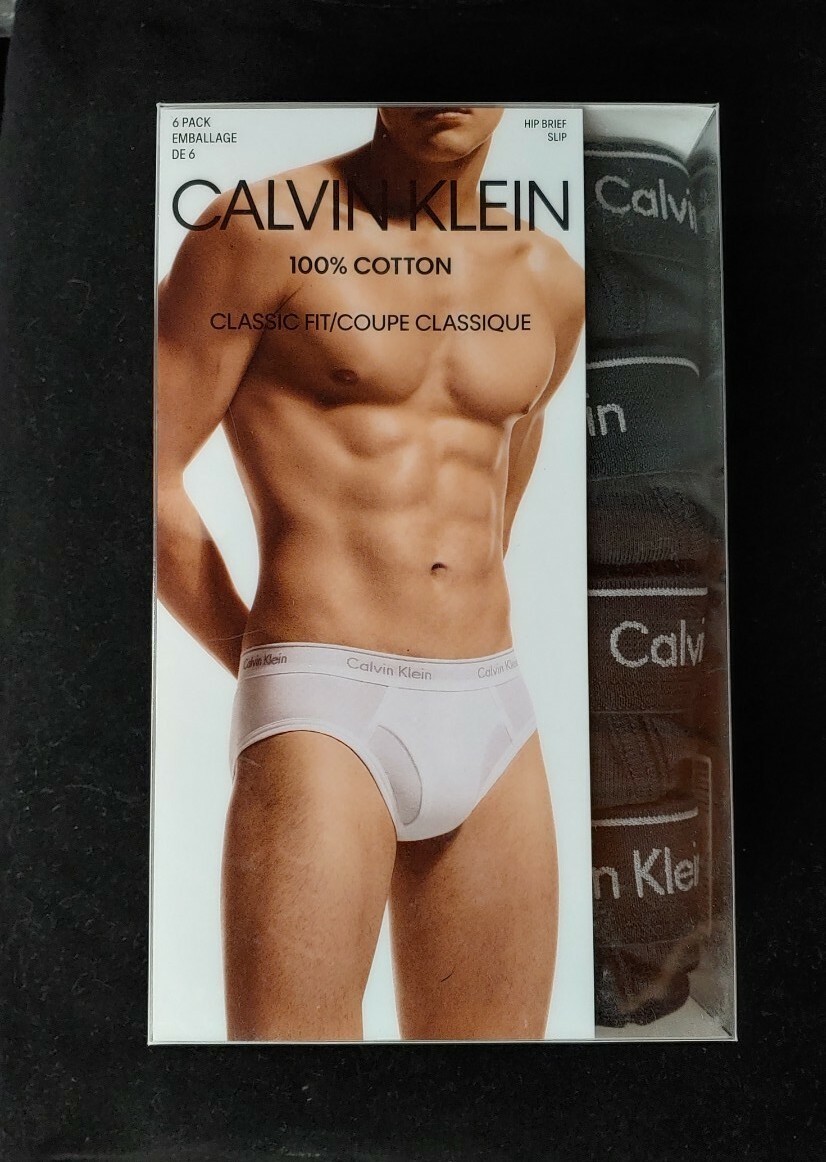 6 PACK
EMBALLAGE
DE 6
HIP BRIEF
SLIP
CALVIN KLEIN
100% COTTON
CLASSIC FIT/COUPE CLASSIQUE
Calvin Klein Calvin Klein Calvin Klein
Calvi
in
Calvi
n Klei